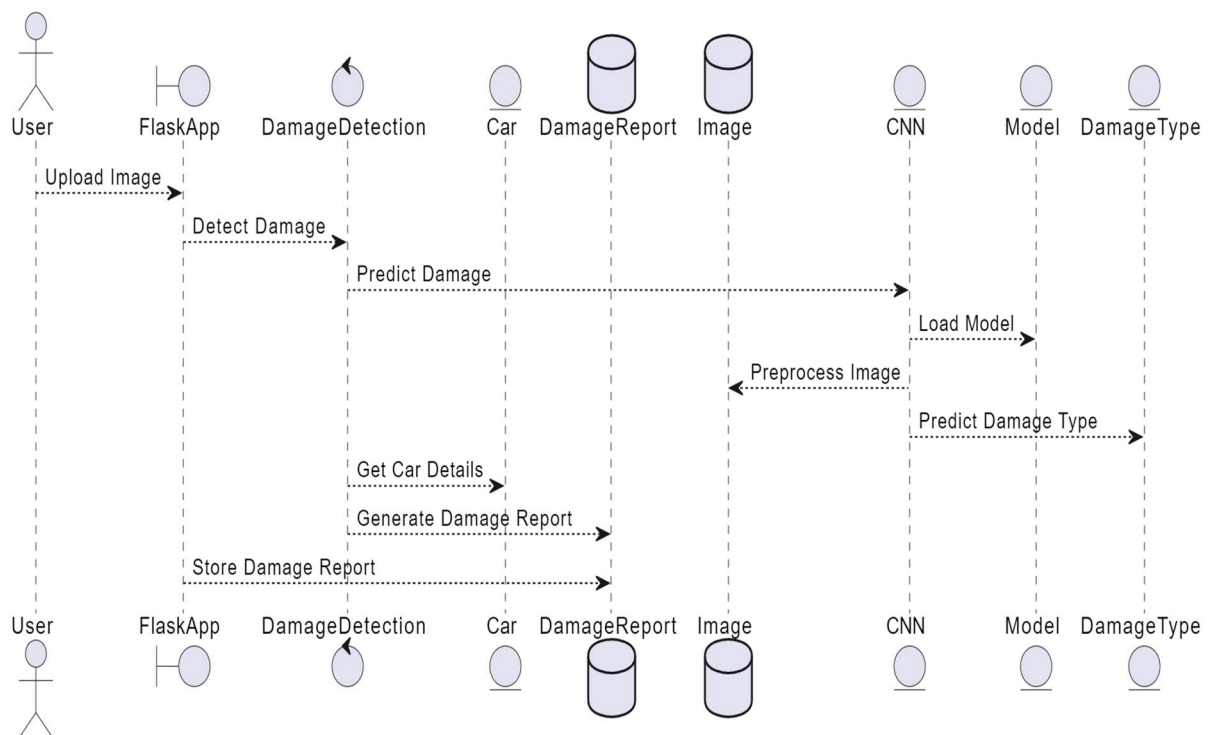 User FlaskApp DamageDetection Car DamageReport Image CNN Model DamageType
Upload Image
Detect Damage
Predict Damage
Load Model
Preprocess Image
Predict Damage Type
Get Car Details
Generate Damage Report
Store Damage Report
User FlaskApp DamageDetection Car DamageReport Image CNN Model DamageType